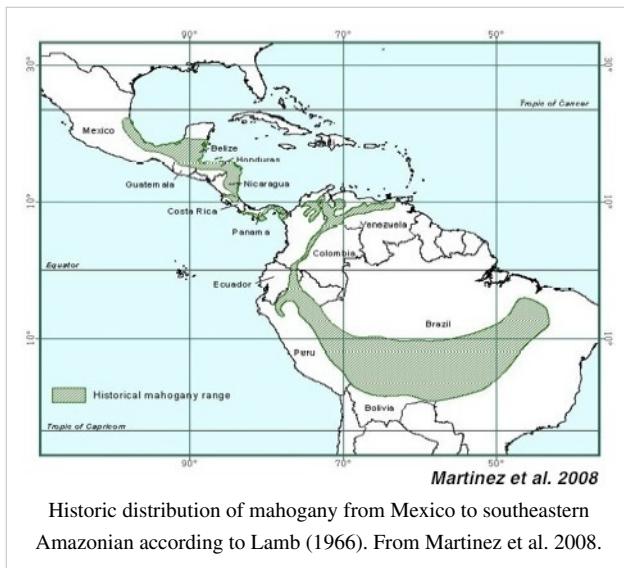 90°
70°
50°
30°
30°
Tropic of Cancer
Mexico
Belize
Honduras
Guatemala
Nicaragua
10°
10°
Costa Rica
Venezuela
Panama
Colombia
Equator
Ecuador
Brazil
10°
10°
Peru
Historical mahogany range
Bolivia
Tropic of Capricorn
90°
70°
50°
Martinez et al. 2008
Historic distribution of mahogany from Mexico to southeastern
Amazonian according to Lamb (1966). From Martinez et al. 2008.